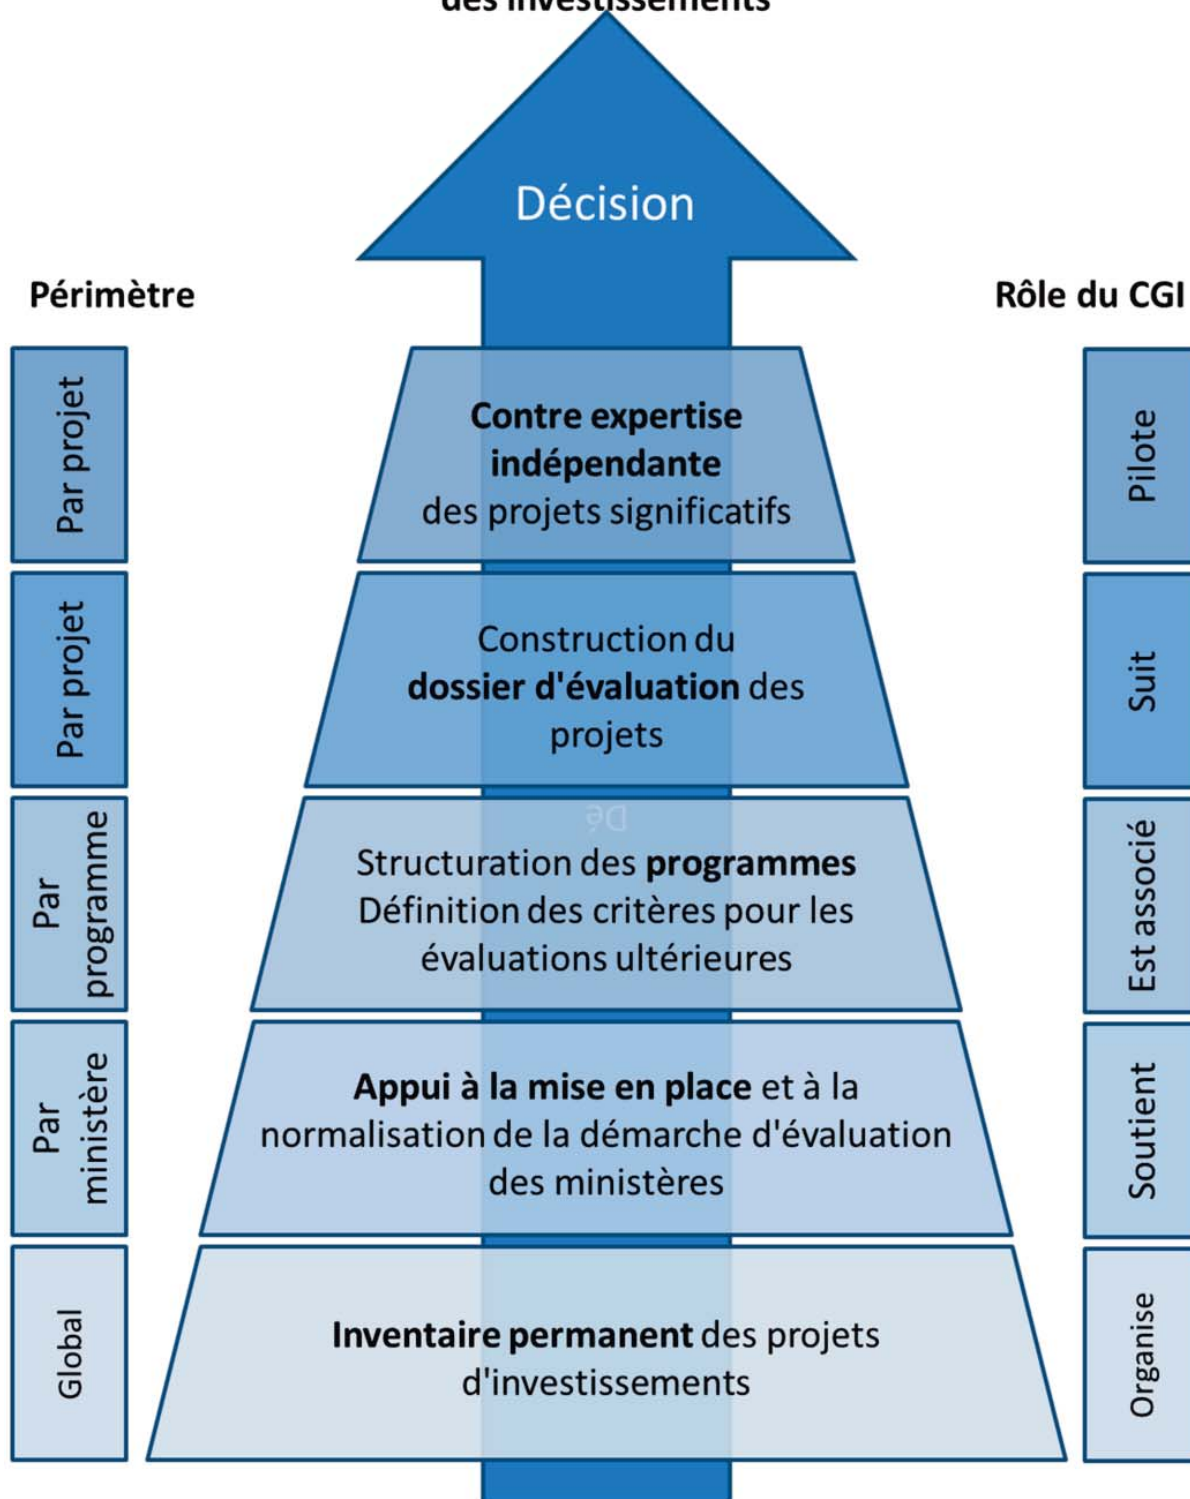 des investissements
Décision
Périmètre
Rôle du CGI
Par projet
Contre expertise
indépendante
des projets significatifs
Pilote
Par projet
Construction du
dossier d'évaluation des
projets
Suit
Par
programme
Dé
Structuration des programmes
Définition des critères pour les
évaluations ultérieures
Est associé
Par
ministère
Appui à la mise en place et à la
normalisation de la démarche d'évaluation
des ministères
Soutient
Global
Inventaire permanent des projets
d'investissements
Organise